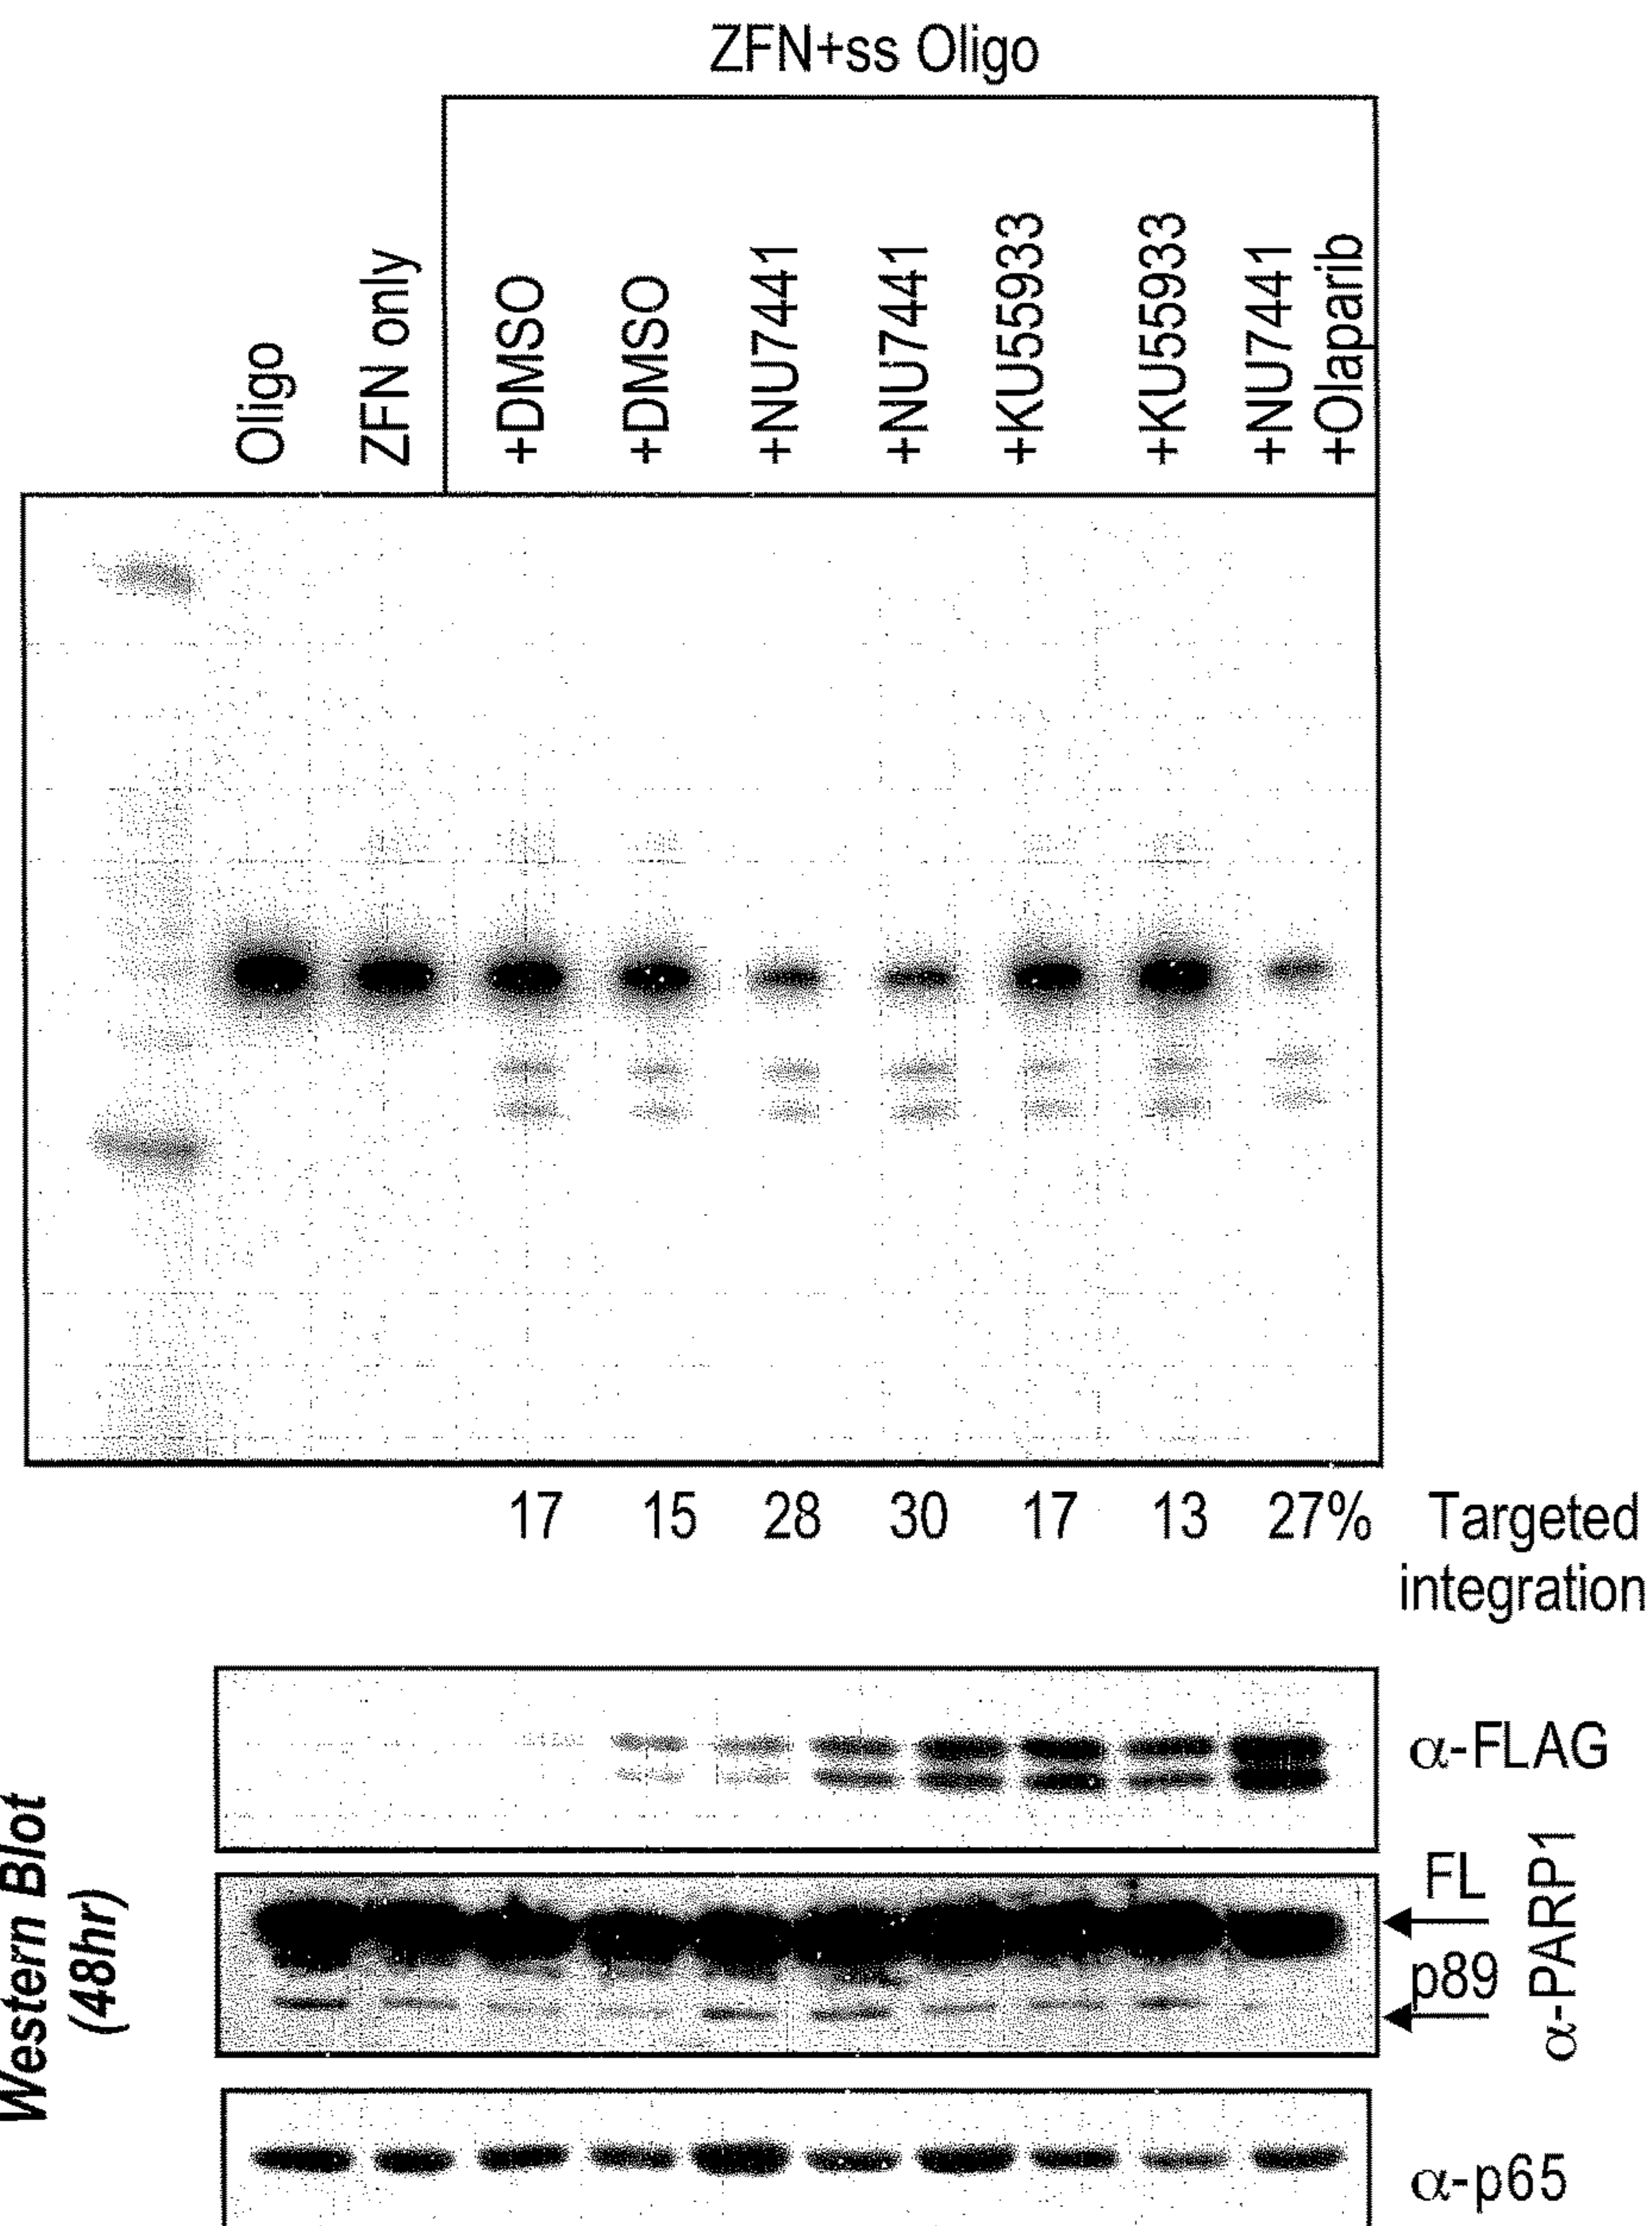 ZFN+ss Oligo
Oligo
ZFN only
+DMSO
+DMSO
+NU7441
+NU7441
+KU55933
+KU55933
+NU7441
+Olaparib
17 15 28 30 17 13 27% Targeted
integration
Western Blot
(48hr)
α-FLAG
FL
p89
α-PARP1
α-p65